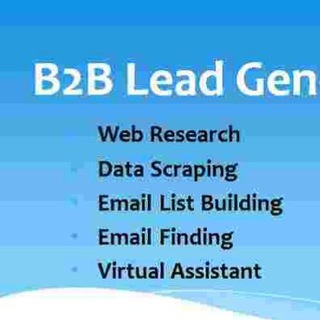 B2B Lead Gen
Web Research
Data Scraping
Email List Building
Email Finding
Virtual Assistant